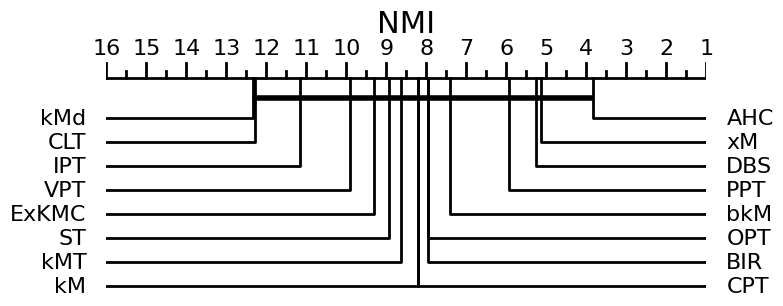 NMI
16 15 14 13 12 11 10 9 8 7 6 5 4 3 2 1
kMd AHC
CLT xM
IPT DBS
VPT PPT
ExKMC bkM
ST OPT
kMT BIR
kM CPT